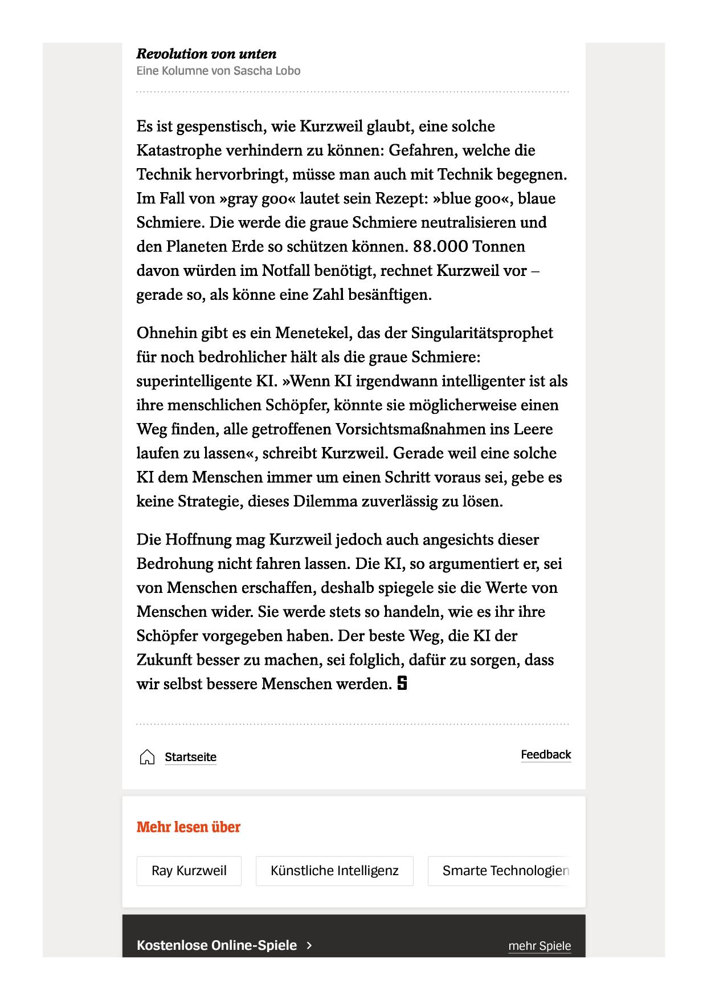 Revolution von unten
Eine Kolumne von Sascha Lobo
Es ist gespenstisch, wie Kurzweil glaubt, eine solche
Katastrophe verhindern zu können: Gefahren, welche die
Technik hervorbringt, müsse man auch mit Technik begegnen.
Im Fall von »gray goo« lautet sein Rezept: »blue goo«, blaue
Schmiere. Die werde die graue Schmiere neutralisieren und
den Planeten Erde so schützen können. 88.000 Tonnen
davon würden im Notfall benötigt, rechnet Kurzweil vor –
gerade so, als könne eine Zahl besänftigen.
Ohnehin gibt es ein Menetekel, das der Singularitätsprophet
für noch bedrohlicher hält als die graue Schmiere:
superintelligente KI. »Wenn KI irgendwann intelligenter ist als
ihre menschlichen Schöpfer, könnte sie möglicherweise einen
Weg finden, alle getroffenen Vorsichtsmaßnahmen ins Leere
laufen zu lassen«, schreibt Kurzweil. Gerade weil eine solche
KI dem Menschen immer um einen Schritt voraus sei, gebe es
keine Strategie, dieses Dilemma zuverlässig zu lösen.
Die Hoffnung mag Kurzweil jedoch auch angesichts dieser
Bedrohung nicht fahren lassen. Die KI, so argumentiert er, sei
von Menschen erschaffen, deshalb spiegele sie die Werte von
Menschen wider. Sie werde stets so handeln, wie es ihr ihre
Schöpfer vorgegeben haben. Der beste Weg, die KI der
Zukunft besser zu machen, sei folglich, dafür zu sorgen, dass
wir selbst bessere Menschen werden. S
Startseite
Feedback
Mehr lesen über
Ray Kurzweil
Künstliche Intelligenz
Smarte Technologien
Kostenlose Online-Spiele
mehr Spiele